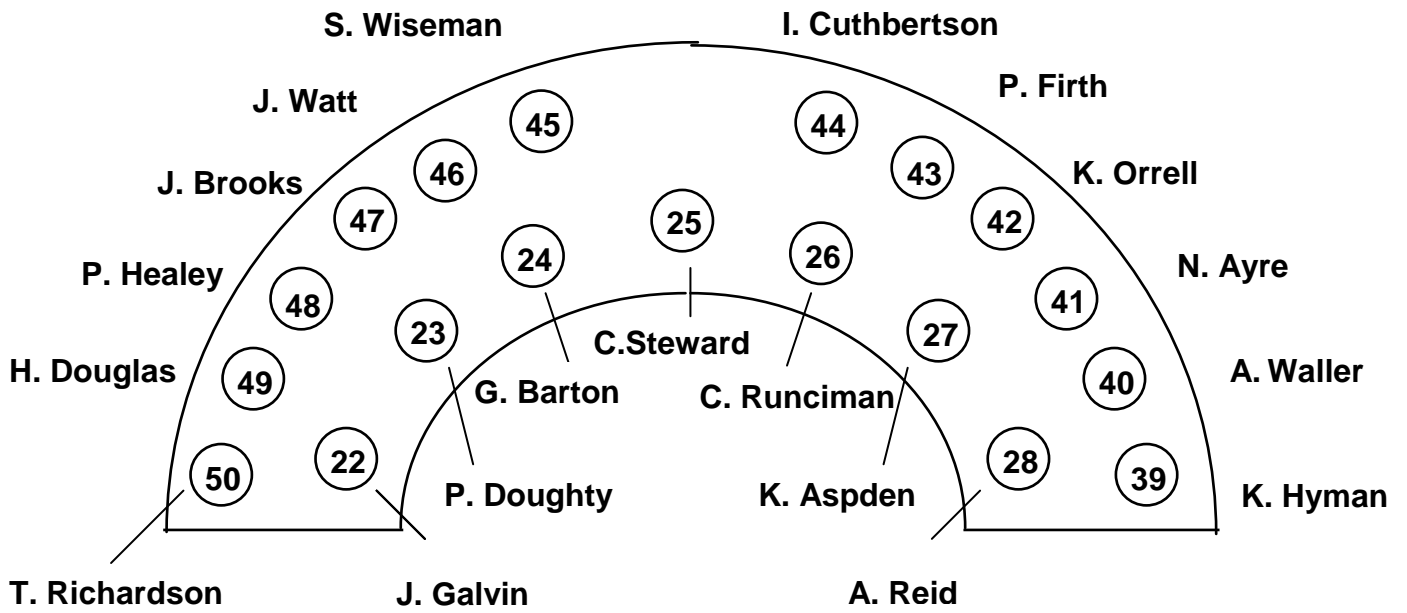 S. Wiseman
I. Cuthbertson
J. Watt
P. Firth
45
44
46
43
J. Brooks
K. Orrell
47
42
25
24
26
P. Healey
N. Ayre
48
41
23
27
C.Steward
H. Douglas
A. Waller
49
40
G. Barton
C. Runciman
22
28
50
39
P. Doughty
K. Aspden
K. Hyman
T. Richardson
J. Galvin
A. Reid